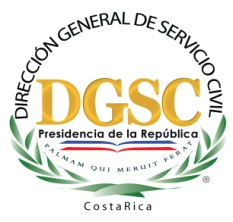 DIRECCIÓN GENERAL DE SERVICIO CIVIL
DGSC
Presidencia de la República
PALMAM QUI MERUIT FERAT
®
CostaRica